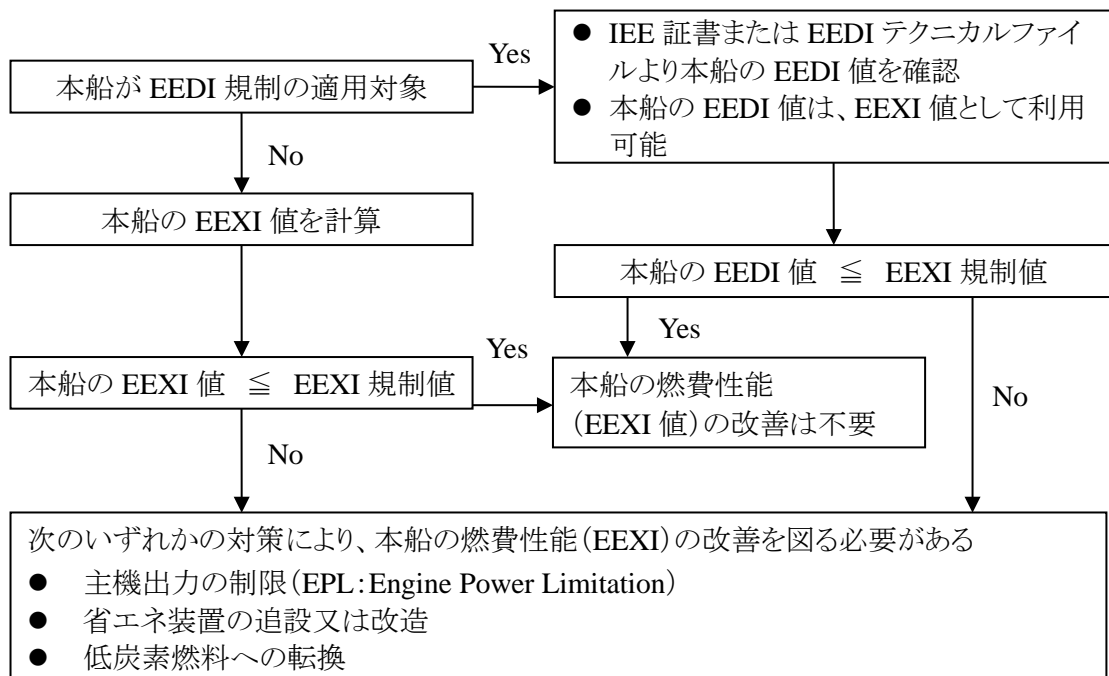 本船が EEDI 規制の適用対象
Yes
● IEE 証書または EEDI テクニカルファイ
ルより本船の EEDI 値を確認
● 本船の EEDI 値は、EEXI 値として利用
可能
No
本船の EEXI 値を計算
本船の EEDI 値 ≦ EEXI 規制値
Yes
No
本船の EEXI 値 ≦ EEXI 規制値
Yes
本船の燃費性能
（EEXI 値）の改善は不要
No
次のいずれかの対策により、本船の燃費性能（EEXI）の改善を図る必要がある
● 主機出力の制限（EPL：Engine Power Limitation）
● 省エネ装置の追設又は改造
● 低炭素燃料への転換